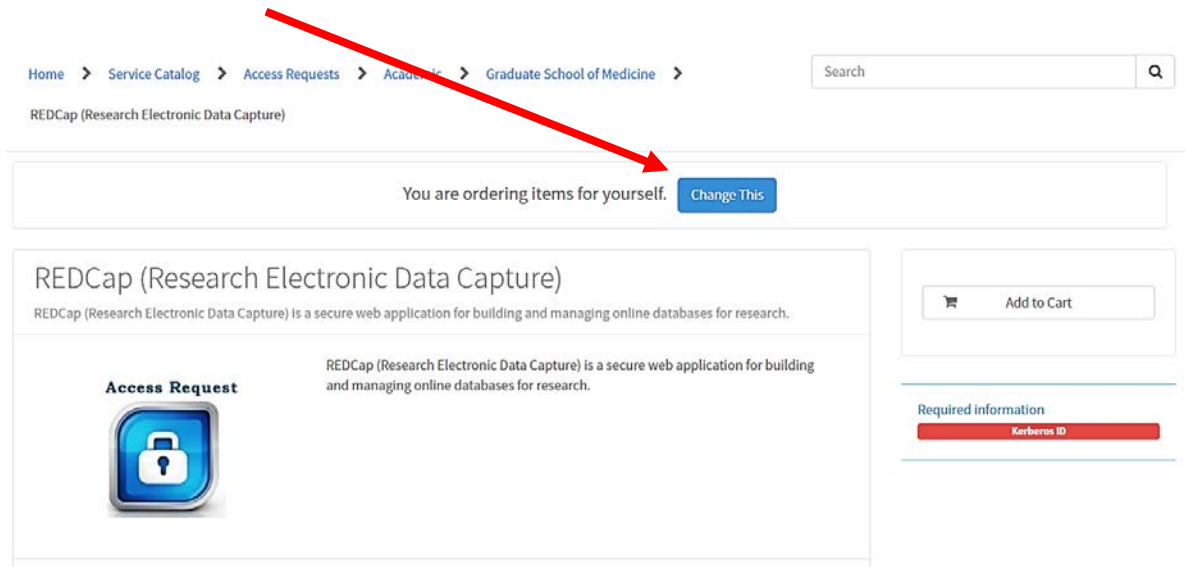 Home > Service Catalog > Access Requests > Academic > Graduate School of Medicine >
Search
REDCap (Research Electronic Data Capture)
You are ordering items for yourself. Change This
REDCap (Research Electronic Data Capture)
REDCap (Research Electronic Data Capture) is a secure web application for building and managing online databases for research.
Add to Cart
REDCap (Research Electronic Data Capture) is a secure web application for building
and managing online databases for research.
Access Request
Required information
Kerberos ID